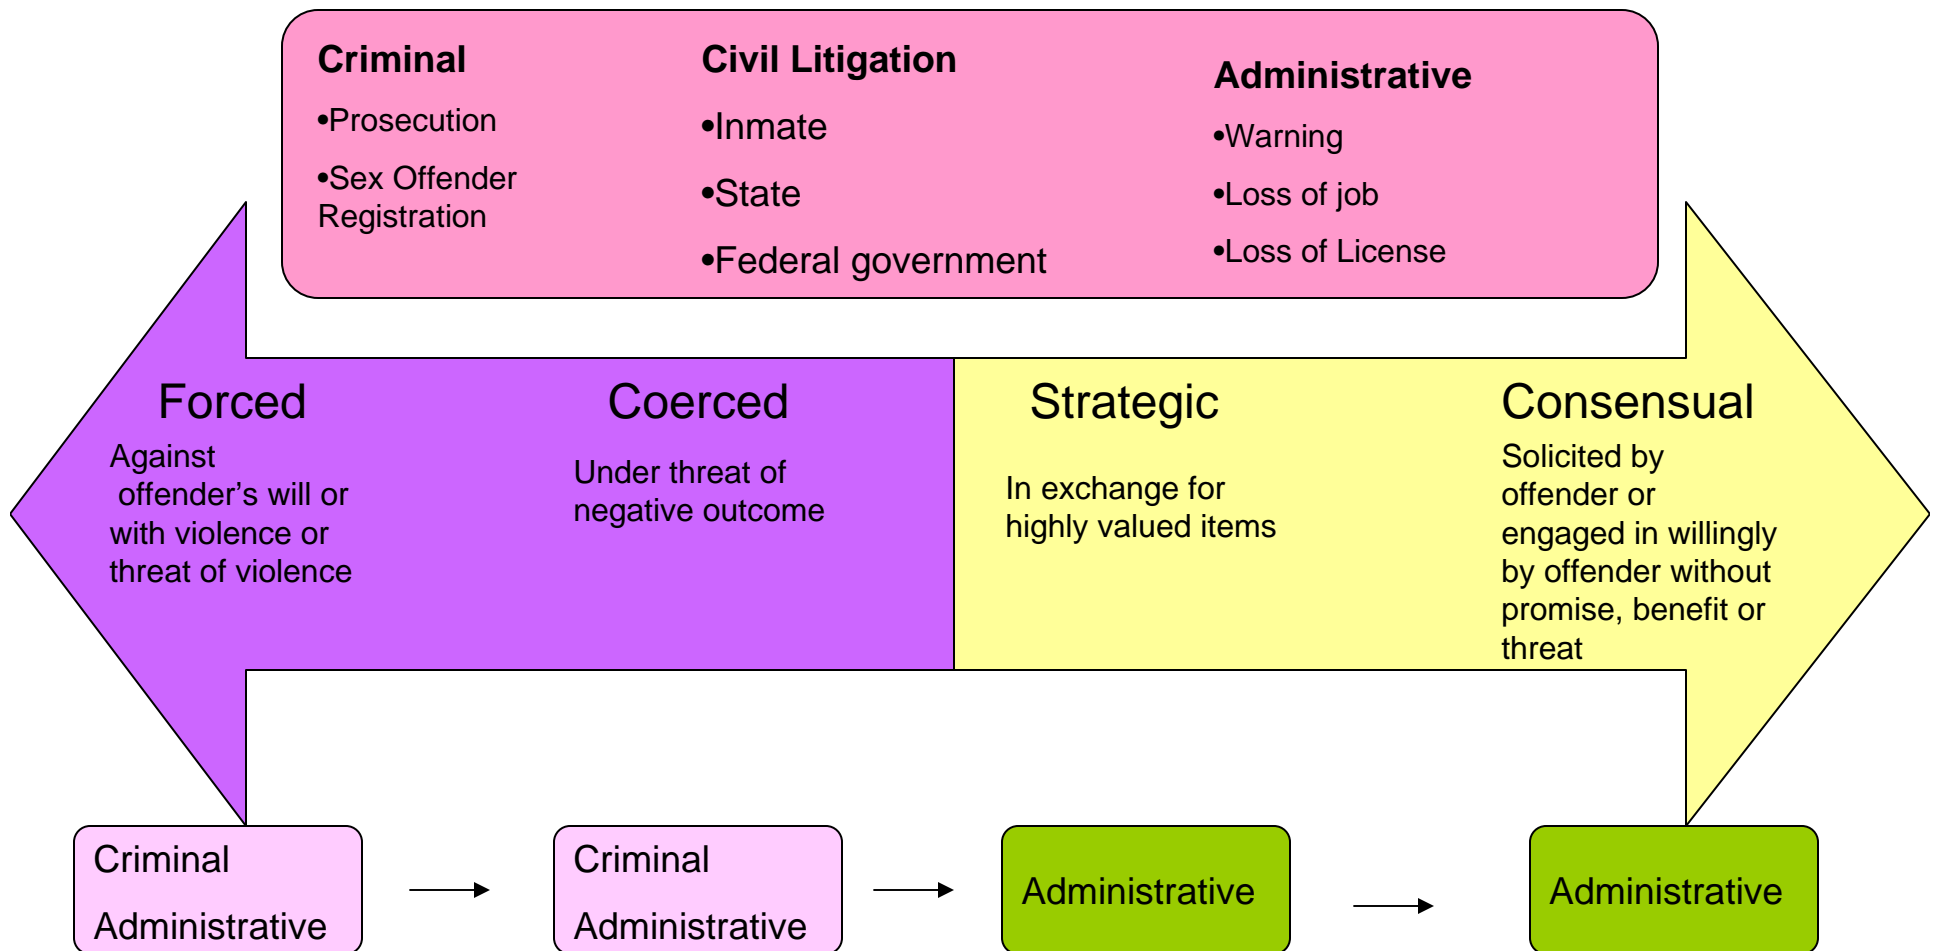 Criminal
•Prosecution
•Sex Offender
Registration
Civil Litigation
•Inmate
•State
•Federal government
Administrative
•Warning
•Loss of job
•Loss of License
Forced
Against
offender’s will or
with violence or
threat of violence
Coerced
Under threat of
negative outcome
Strategic
In exchange for
highly valued items
Consensual
Solicited by
offender or
engaged in willingly
by offender without
promise, benefit or
threat
Criminal
Administrative
Criminal
Administrative
Administrative
Administrative